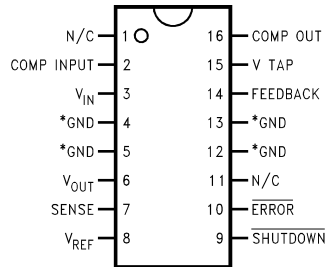 N/C 1 16 COMP OUT
COMP INPUT 2 15 V TAP
VIN 3 14 FEEDBACK
*GND 4 13 *GND
*GND 5 12 *GND
VOUT 6 11 N/C
SENSE 7 10 ERROR
VREF 8 9 SHUTDOWN